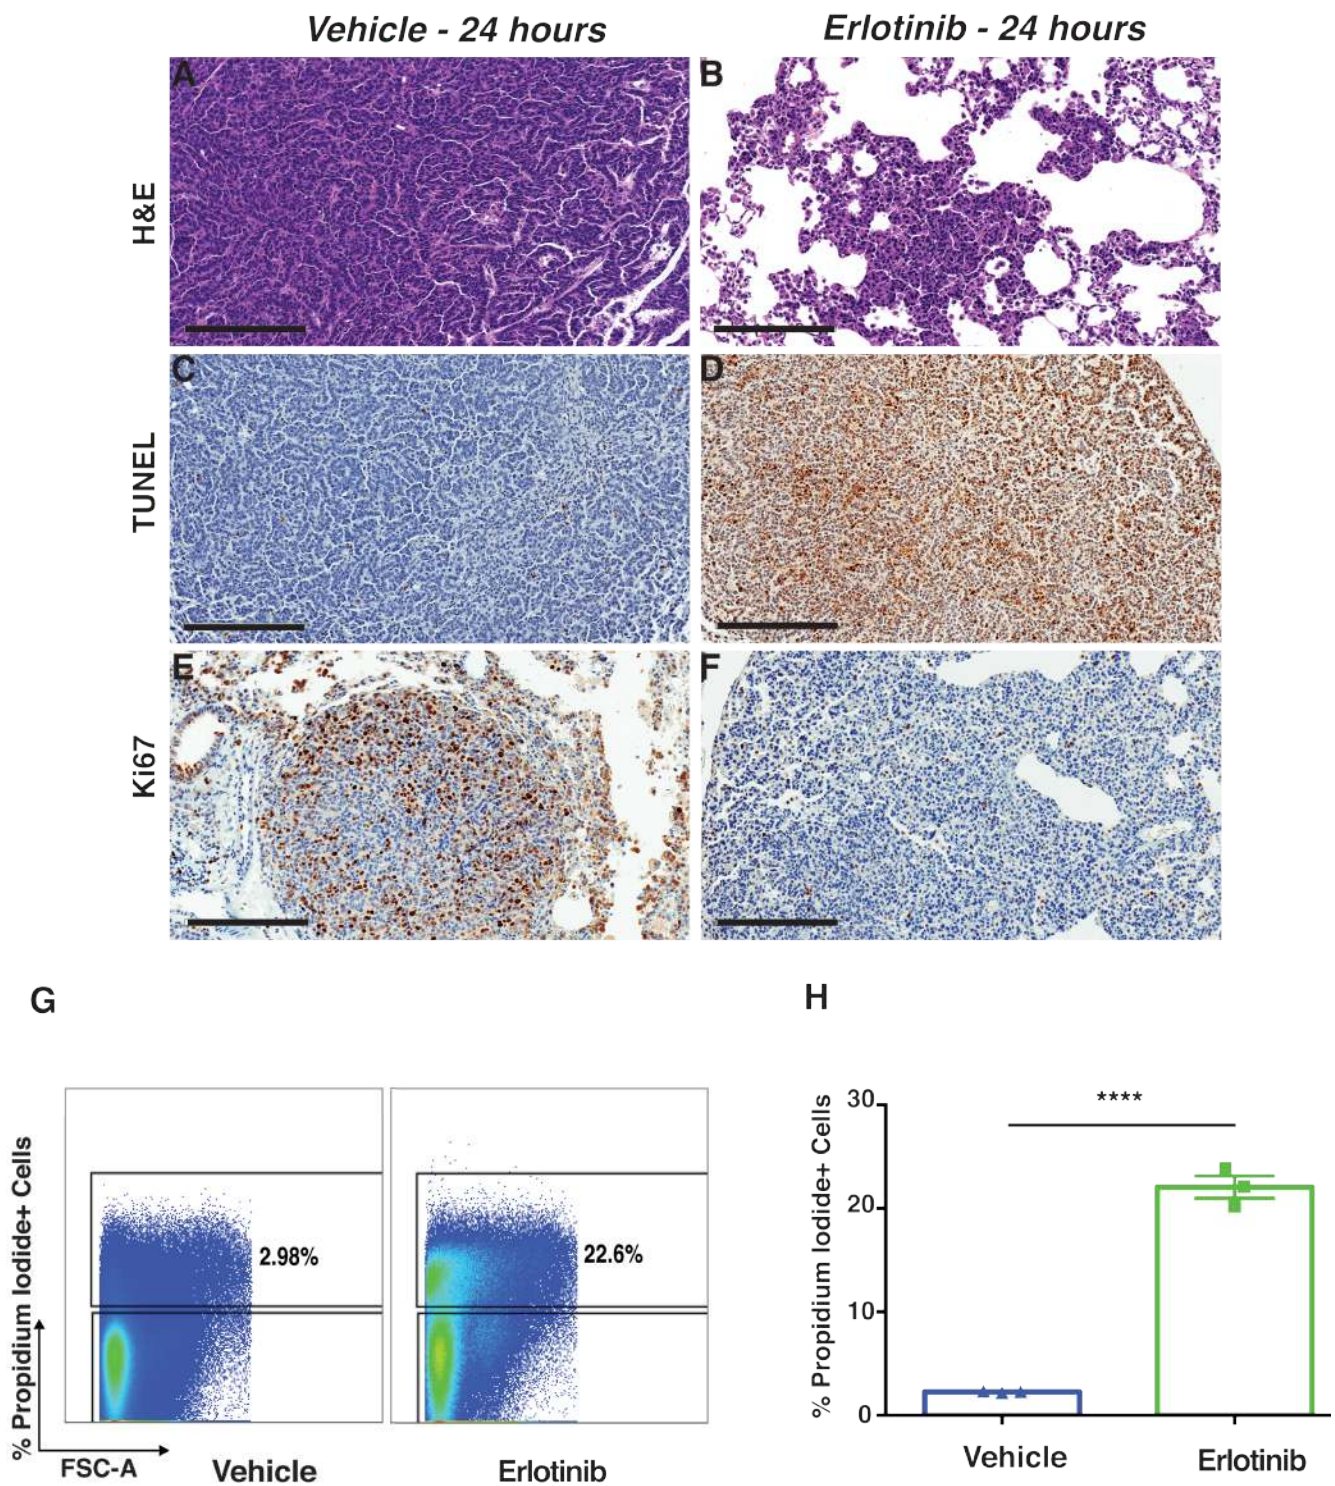 Vehicle - 24 hours
Erlotinib - 24 hours
A
B
H&E
C
D
TUNEL
E
F
Ki67
G
H
% Propidium Iodide+ Cells
2.98%
22.6%
FSC-A
Vehicle
Erlotinib
% Propidium Iodide+ Cells
30
20
10
0
****
Vehicle
Erlotinib